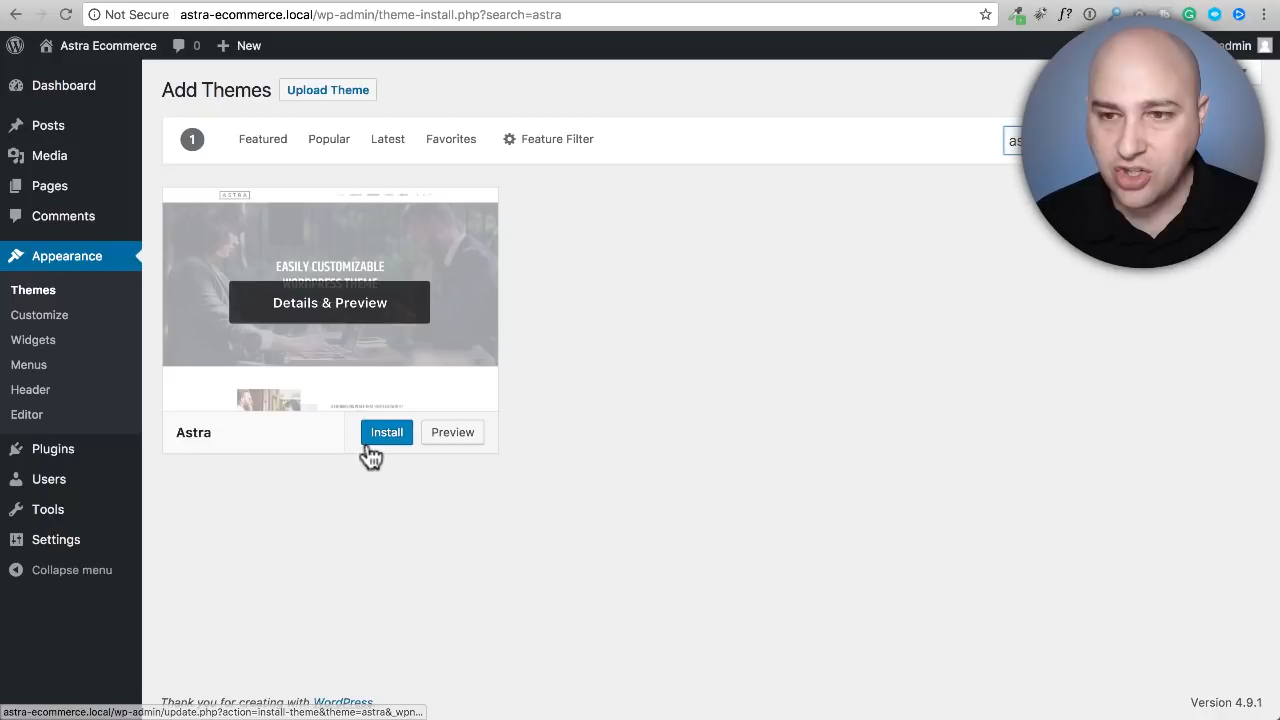 Not Secure
astra-ecommerce.local/wp-admin/theme-install.php?search=astra
Astra Ecommerce
0
New
admin
Dashboard
Posts
Media
Pages
Comments
Appearance
Themes
Customize
Widgets
Menus
Header
Editor
Plugins
Users
Tools
Settings
Collapse menu
Add Themes
Upload Theme
1
Featured
Popular
Latest
Favorites
Feature Filter
as
ASTRA
EASILY CUSTOMIZABLE
WORDPRESS THEME
Details & Preview
Astra
Install
Preview
Thank you for creating with WordPress.
Version 4.9.1
astra-ecommerce.local/wp-admin/update.php?action=install-theme&theme=astra&_wpn...